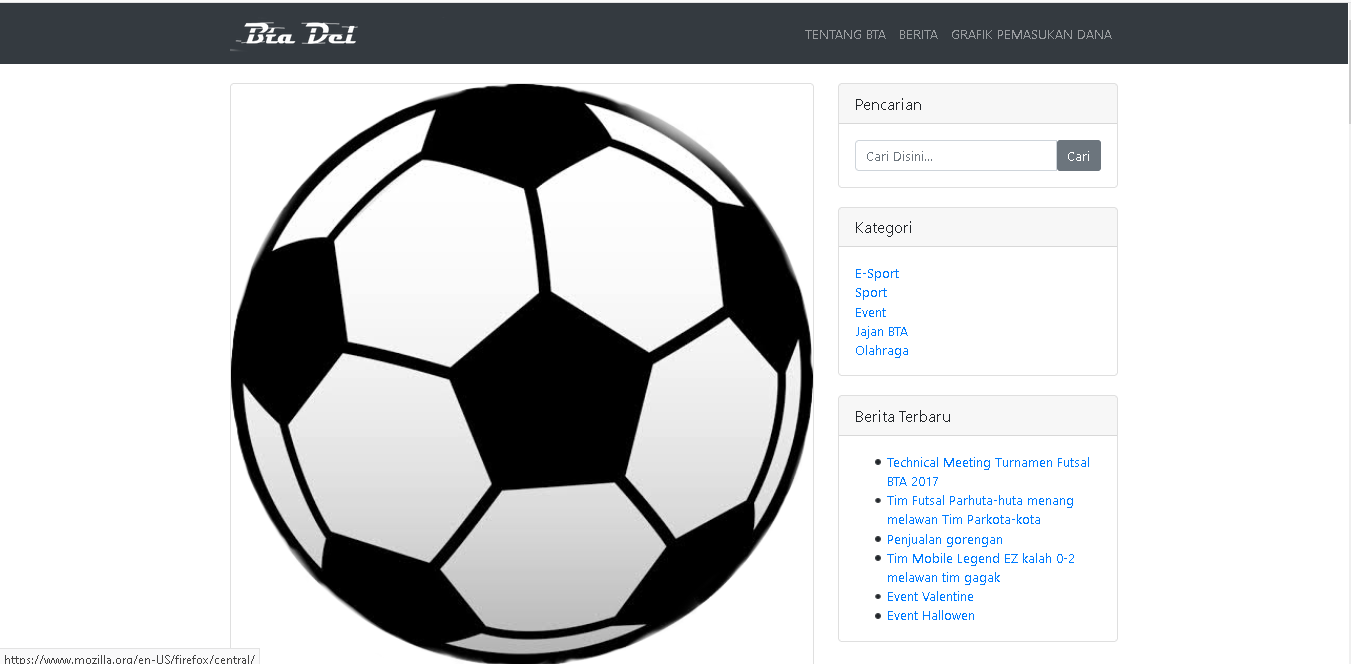 Bta Del
TENTANG BTA BERITA GRAFIK PEMASUKAN DANA
Pencarian
Cari Disini...
Cari
Kategori
E-Sport
Sport
Event
Jajan BTA
Olahraga
Berita Terbaru
Technical Meeting Turnamen Futsal
BTA 2017
Tim Futsal Parhuta-huta menang
melawan Tim Parkota-kota
Penjualan gorengan
Tim Mobile Legend EZ kalah 0-2
melawan tim gagak
Event Valentine
Event Hallowen
https://www.mozilla.org/en-US/firefox/central/